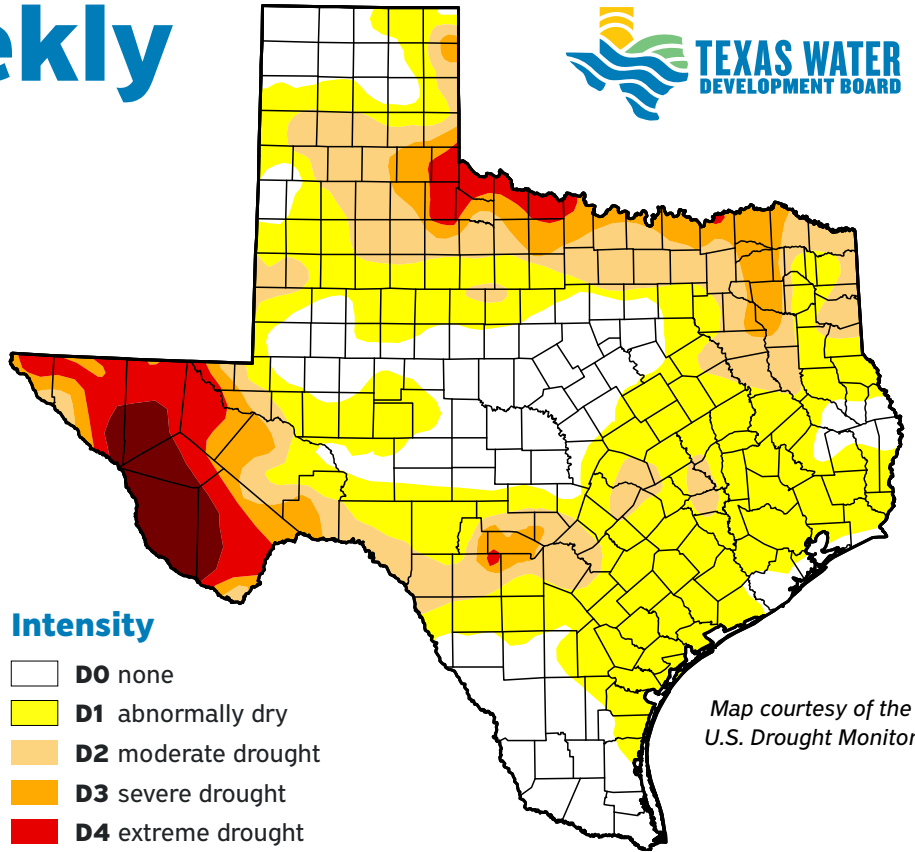 ekly
TEXAS WATER
DEVELOPMENT BOARD
Intensity
D0 none
D1 abnormally dry
D2 moderate drought
D3 severe drought
D4 extreme drought
Map courtesy of the
U.S. Drought Monitor